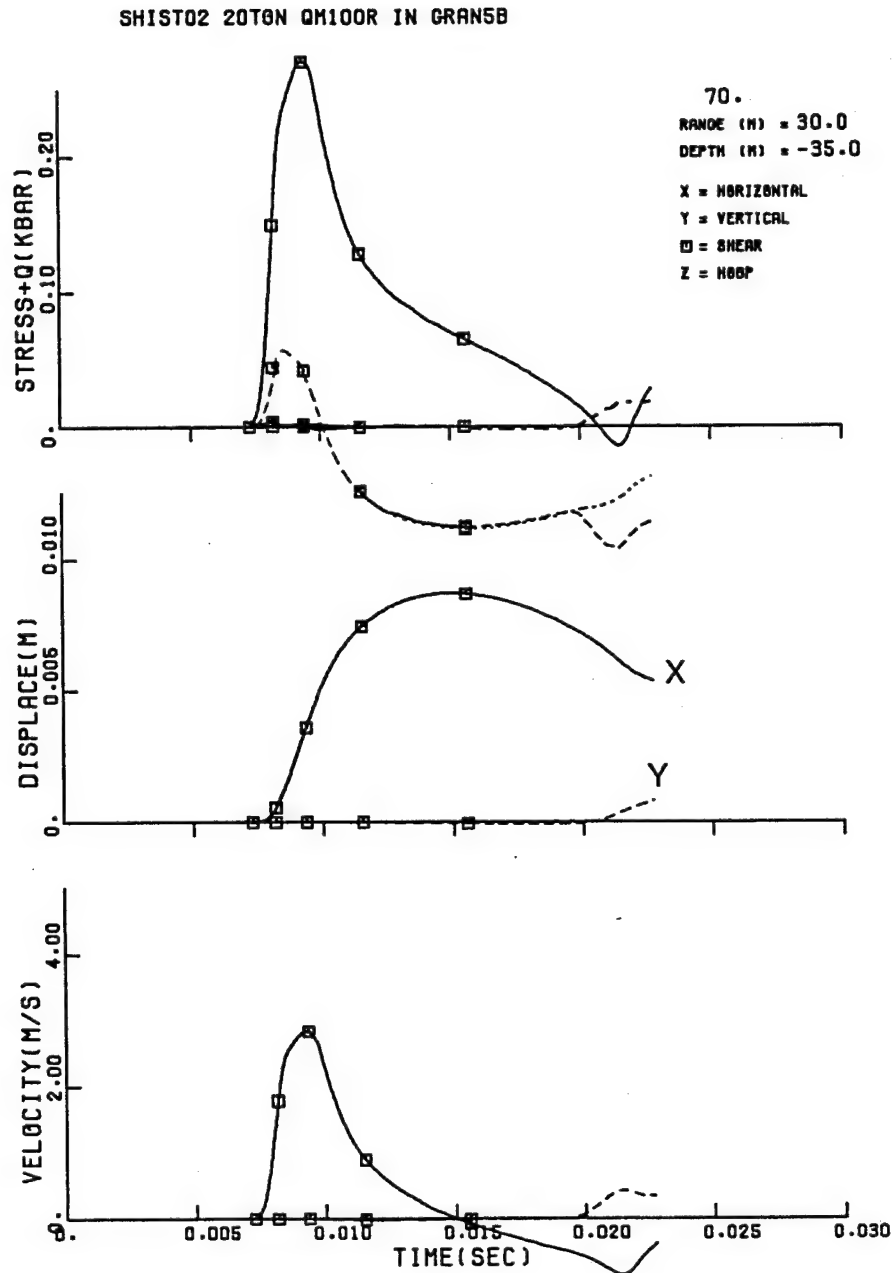 SHIST02 20TON QM100R IN GRAN5B
70.
RANGE (M) = 30.0
DEPTH (M) = -35.0
X = HORIZONTAL
Y = VERTICAL
□ = SHEAR
Z = HOOP
STRESS+Q(KBAR)
0.20
0.10
0.
DISPLACE(M)
0.010
0.005
0.
X
Y
VELOCITY(M/S)
4.00
2.00
0.
0.
0.005
0.010
0.015
0.020
0.025
0.030
TIME(SEC)